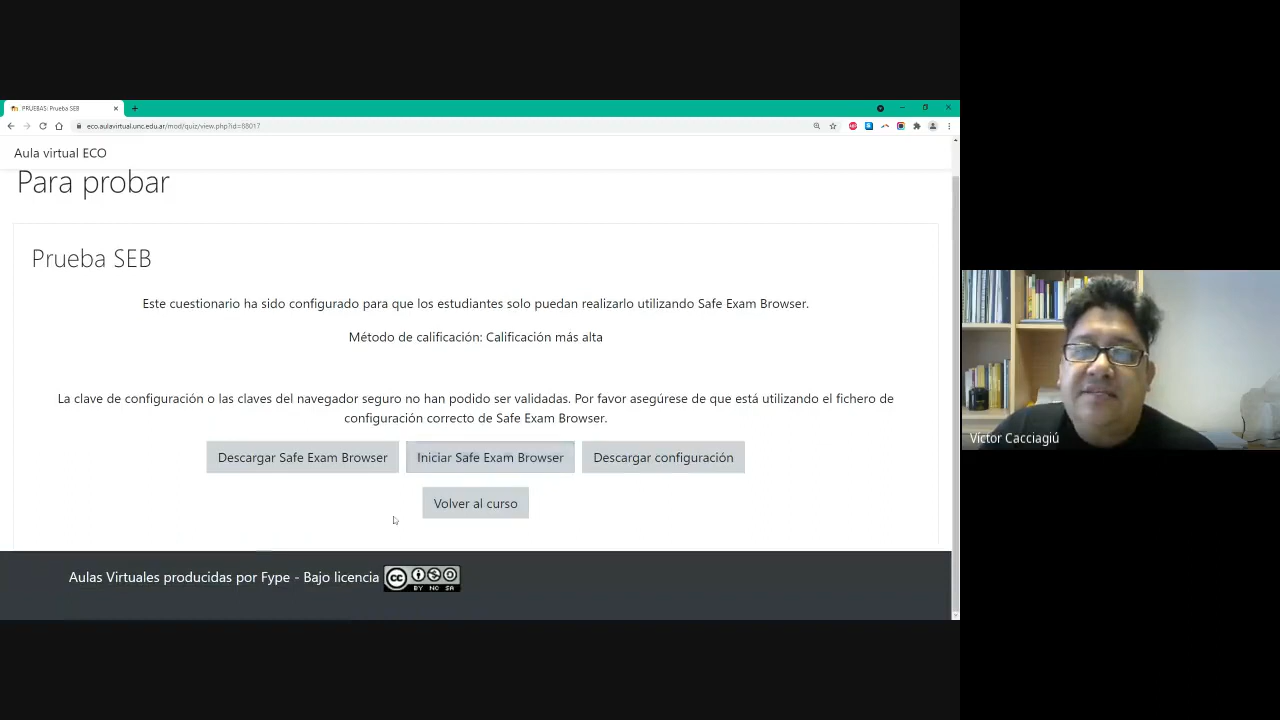 PRUEBAS: Prueba SEB
eco.aulavirtual.unc.edu.ar/mod/quiz/view.php?id=88017
Aula virtual ECO
Para probar
Prueba SEB
Este cuestionario ha sido configurado para que los estudiantes solo puedan realizarlo utilizando Safe Exam Browser.
Método de calificación: Calificación más alta
La clave de configuración o las claves del navegador seguro no han podido ser validadas. Por favor asegúrese de que está utilizando el fichero de
configuración correcto de Safe Exam Browser.
Descargar Safe Exam Browser Iniciar Safe Exam Browser Descargar configuración
Volver al curso
Aulas Virtuales producidas por Fype - Bajo licencia
cc BY NC SA
Victor Cacciagiú